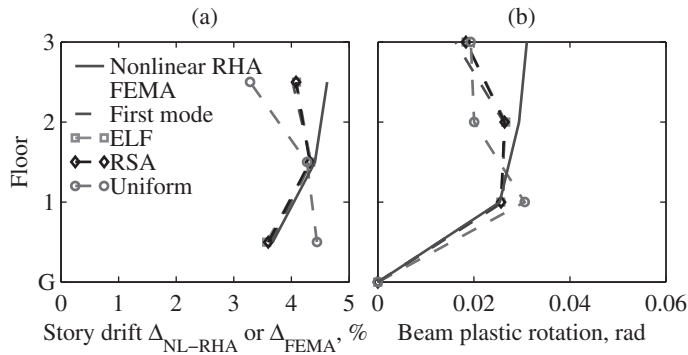 (a)
(b)
3
2
1
G
Floor
Nonlinear RHA
FEMA
First mode
ELF
RSA
Uniform
0 1 2 3 4 5
0 0.02 0.04 0.06
Story drift Δ_NL−RHA or Δ_FEMA, %
Beam plastic rotation, rad